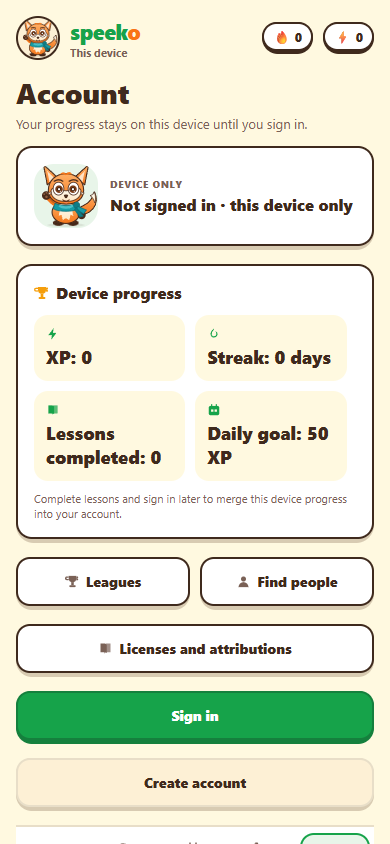 speeko
This device
0
0
Account
Your progress stays on this device until you sign in.
DEVICE ONLY
Not signed in · this device only
Device progress
XP: 0
Streak: 0 days
Lessons
completed: 0
Daily goal: 50
XP
Complete lessons and sign in later to merge this device progress
into your account.
Leagues
Find people
Licenses and attributions
Sign in
Create account